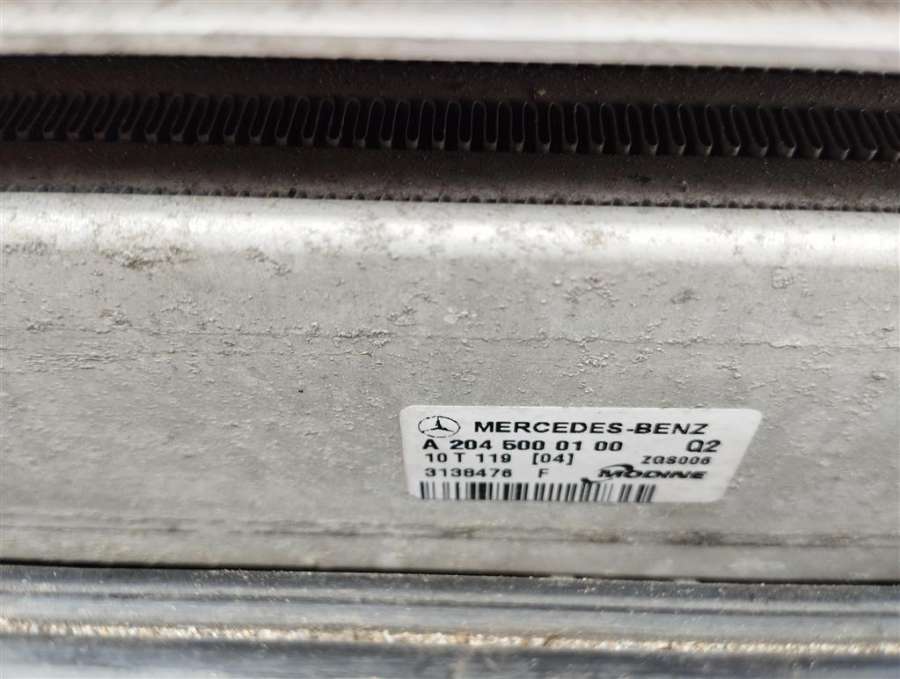 MERCEDES-BENZ
A 204 500 01 00 Q2
10 T 119 [04] ZGS006
3138476 F MODINE